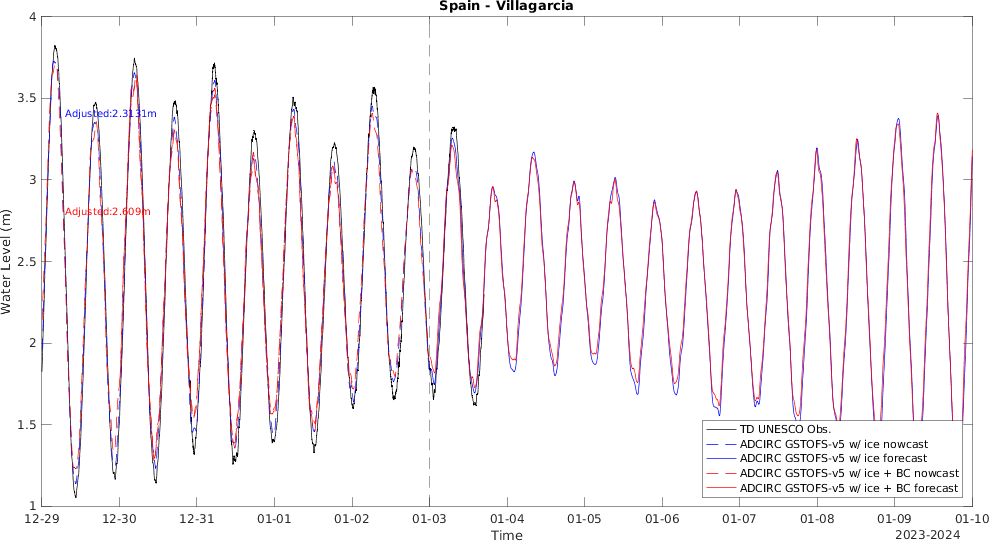 Spain - Villagarcia
4
3.5
3
2.5
2
1.5
1
Water Level (m)
Adjusted:2.3131m
Adjusted:2.609m
TD UNESCO Obs.
ADCIRC GSTOFS-v5 w/ ice nowcast
ADCIRC GSTOFS-v5 w/ ice forecast
ADCIRC GSTOFS-v5 w/ ice + BC nowcast
ADCIRC GSTOFS-v5 w/ ice + BC forecast
12-29 12-30 12-31 01-01 01-02 01-03 01-04 01-05 01-06 01-07 01-08 01-09 01-10
Time
2023-2024